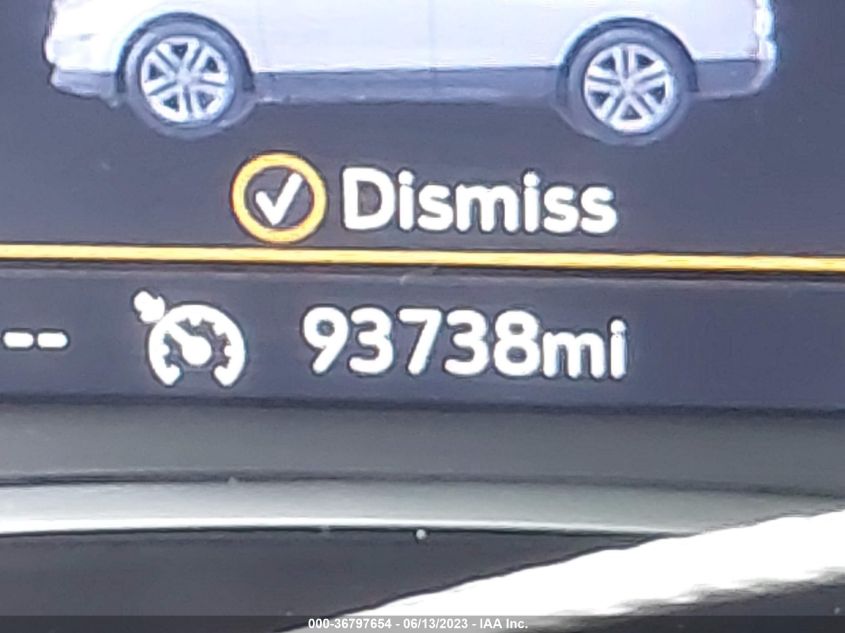 Dismiss
-- 93738mi
000-36797654 - 06/13/2023 - IAA Inc.